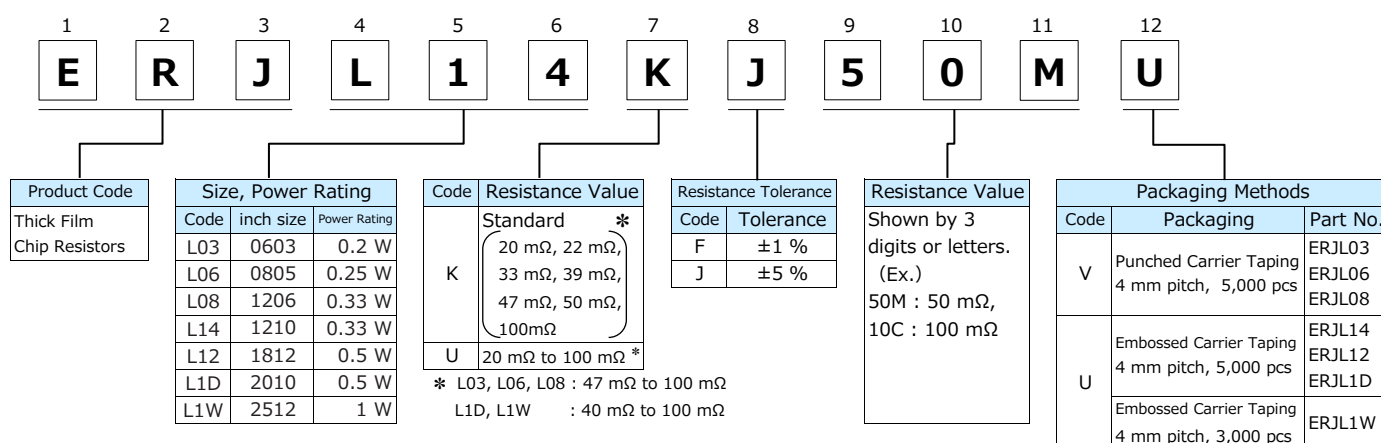 1 2 3 4 5 6 7 8 9 10 11 12
E R J L 1 4 K J 5 0 M U
Product Code
Thick Film
Chip Resistors
Size, Power Rating
Code inch size Power Rating
L03 0603 0.2 W
L06 0805 0.25 W
L08 1206 0.33 W
L14 1210 0.33 W
L12 1812 0.5 W
L1D 2010 0.5 W
L1W 2512 1 W
Code Resistance Value
K Standard *
20 mΩ, 22 mΩ,
33 mΩ, 39 mΩ,
47 mΩ, 50 mΩ,
100mΩ
U 20 mΩ to 100 mΩ *
* L03, L06, L08 : 47 mΩ to 100 mΩ
L1D, L1W : 40 mΩ to 100 mΩ
Resistance Tolerance
Code Tolerance
F ±1 %
J ±5 %
Resistance Value
Shown by 3
digits or letters.
(Ex.)
50M : 50 mΩ,
10C : 100 mΩ
Packaging Methods
Code Packaging Part No.
V Punched Carrier Taping
4 mm pitch, 5,000 pcs
ERJL03
ERJL06
ERJL08
U Embossed Carrier Taping
4 mm pitch, 5,000 pcs
ERJL14
ERJL12
ERJL1D
Embossed Carrier Taping
4 mm pitch, 3,000 pcs
ERJL1W